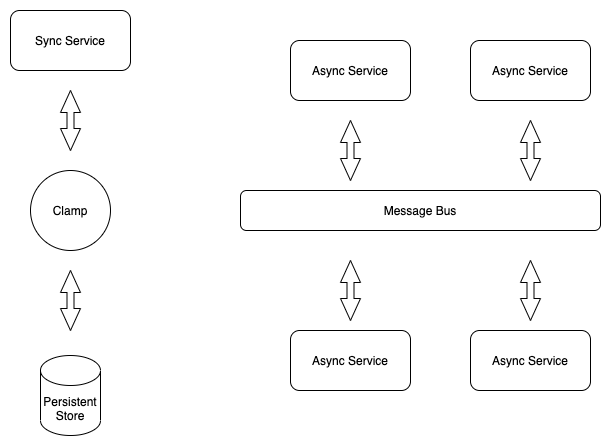 Sync Service
Async Service
Async Service
Clamp
Message Bus
Async Service
Async Service
Persistent
Store